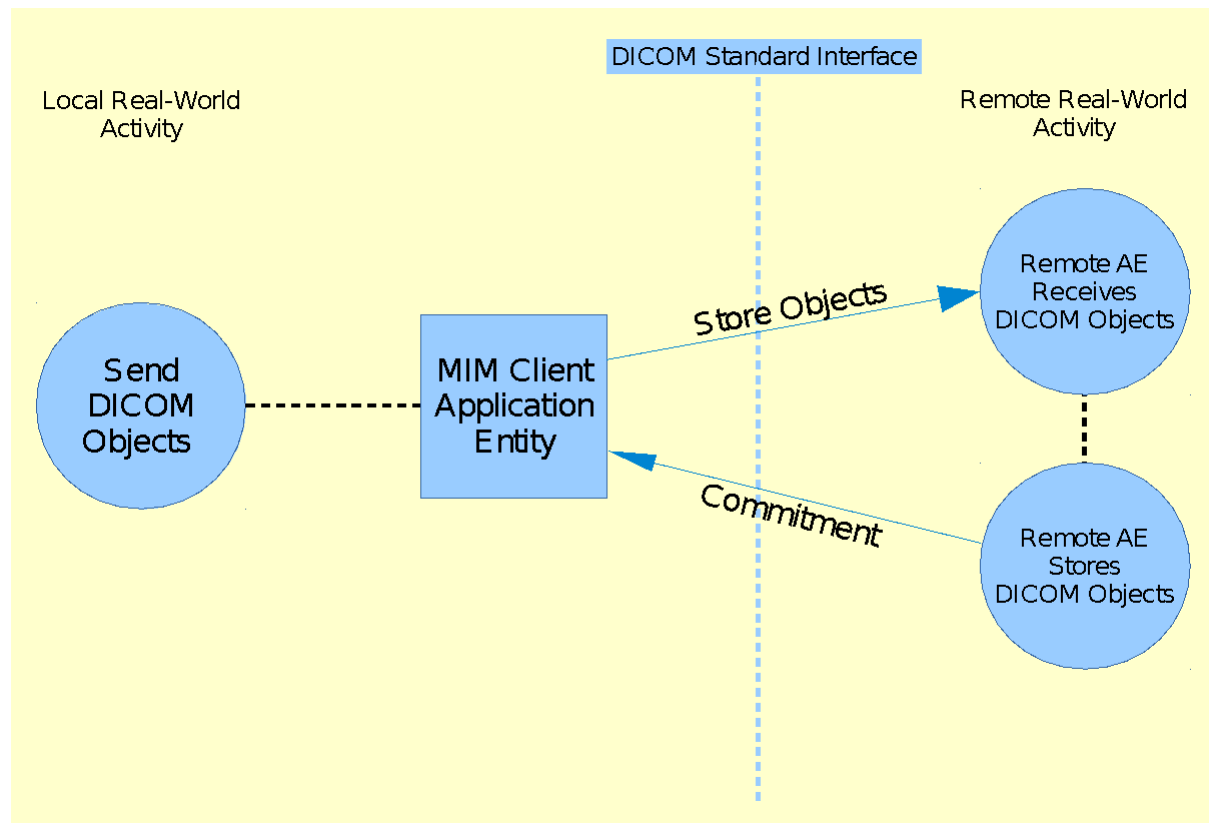 DICOM Standard Interface
Local Real-World
Activity
Remote Real-World
Activity
Send
DICOM
Objects
MIM Client
Application
Entity
Store Objects
Commitment
Remote AE
Receives
DICOM Objects
Remote AE
Stores
DICOM Objects